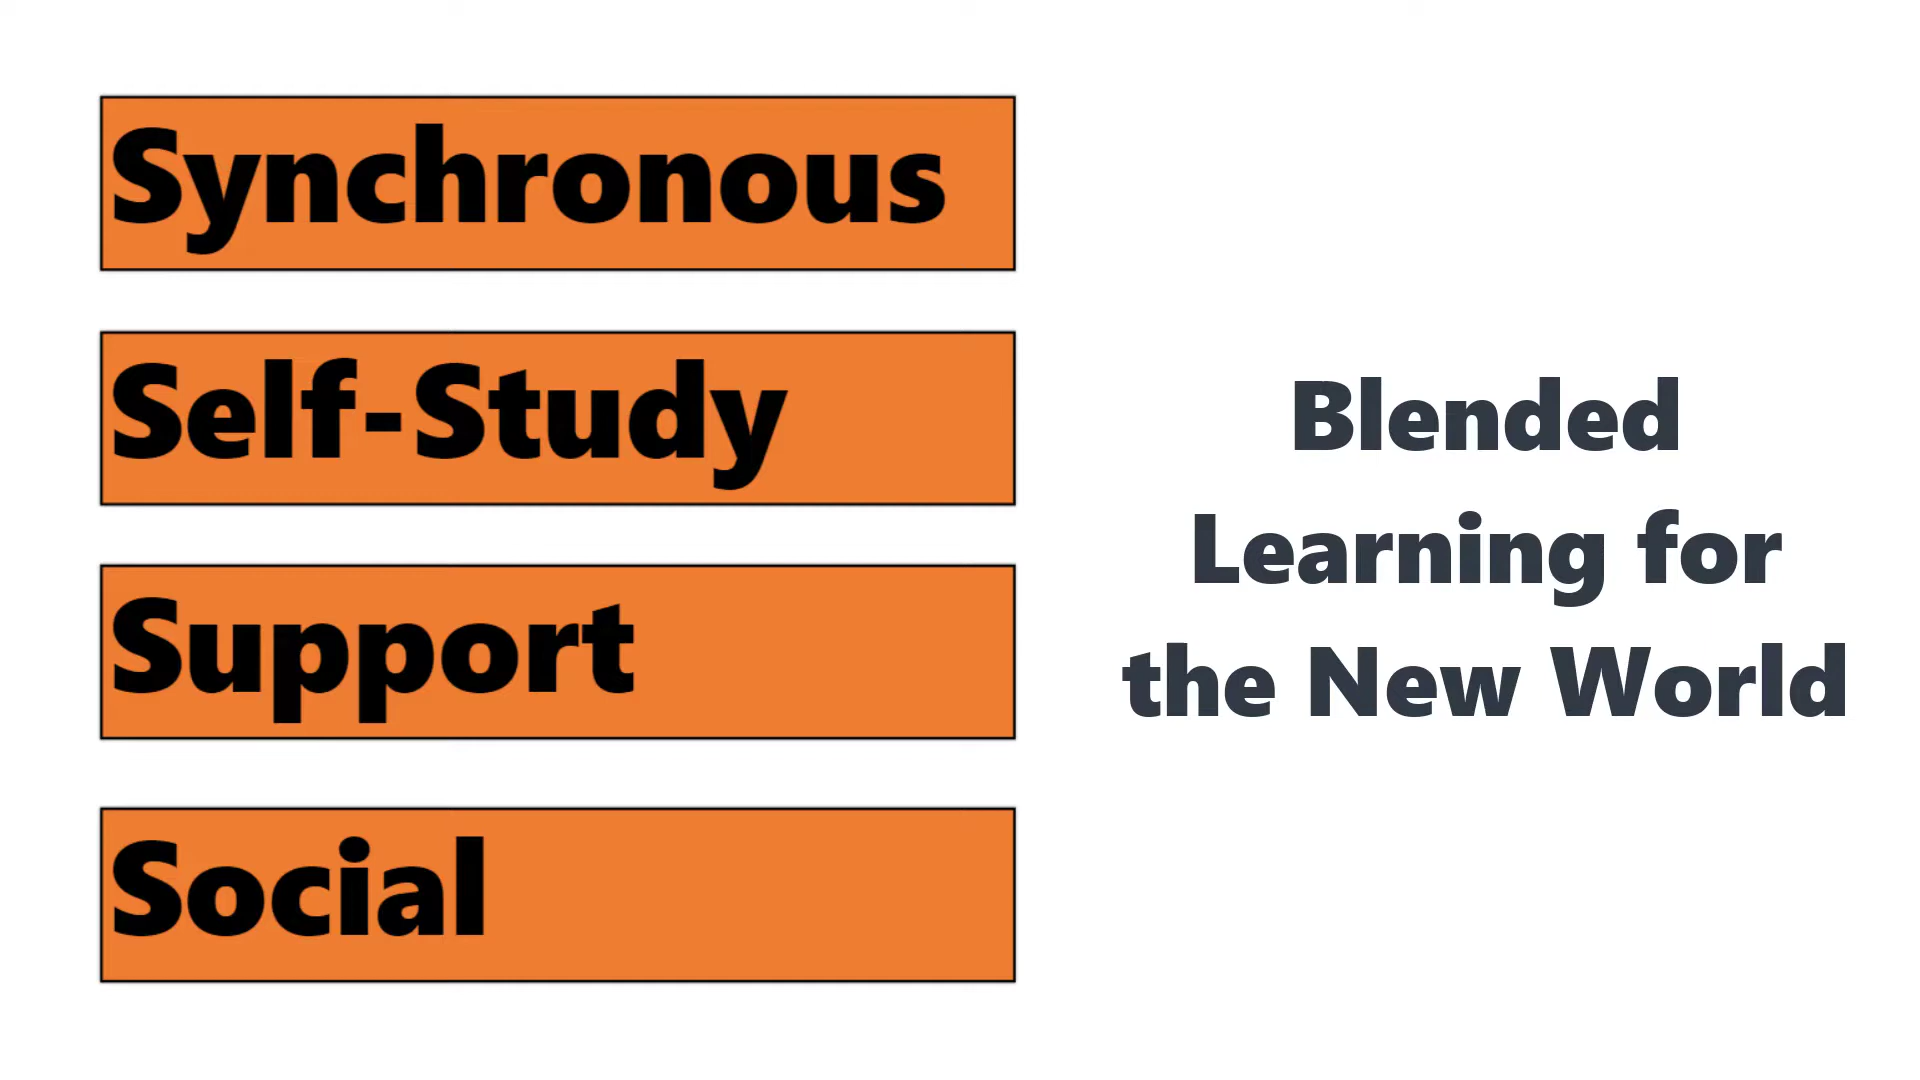 Synchronous
Self-Study
Support
Social
Blended
Learning for
the New World